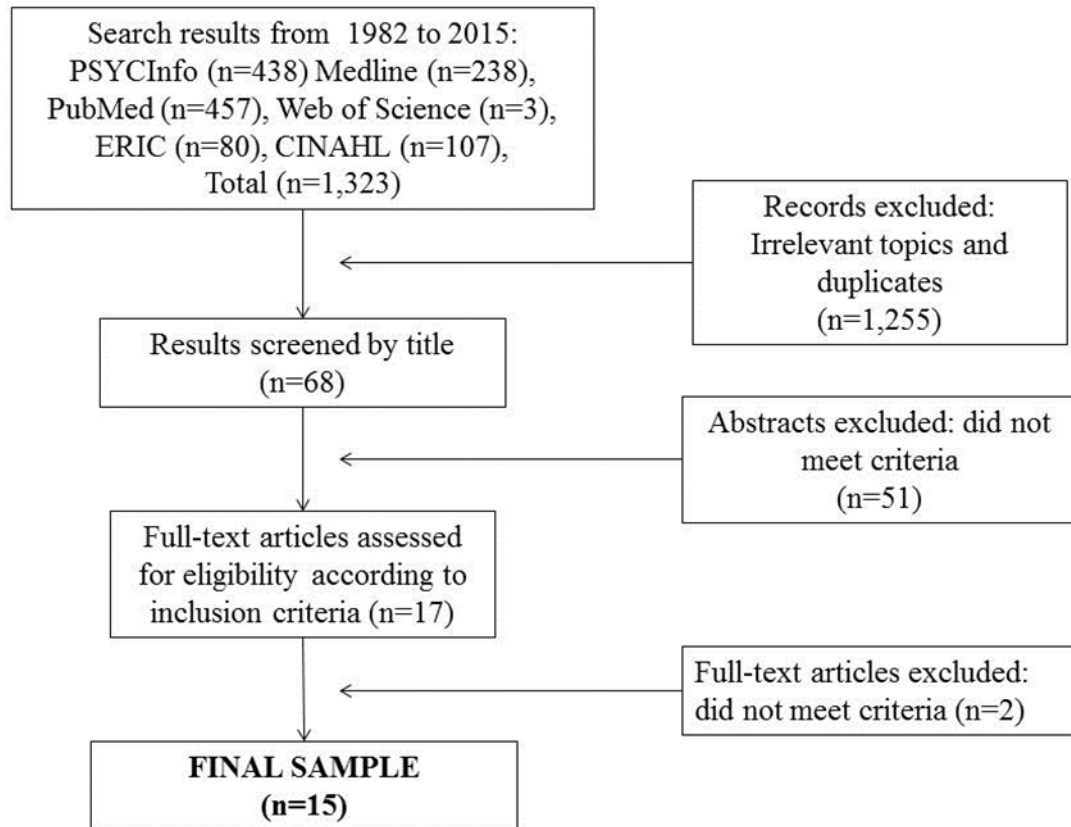 Search results from 1982 to 2015:
PSYCInfo (n=438) Medline (n=238),
PubMed (n=457), Web of Science (n=3),
ERIC (n=80), CINAHL (n=107),
Total (n=1,323)
Records excluded:
Irrelevant topics and
duplicates
(n=1,255)
Results screened by title
(n=68)
Abstracts excluded: did not
meet criteria
(n=51)
Full-text articles assessed
for eligibility according to
inclusion criteria (n=17)
Full-text articles excluded:
did not meet criteria (n=2)
FINAL SAMPLE
(n=15)